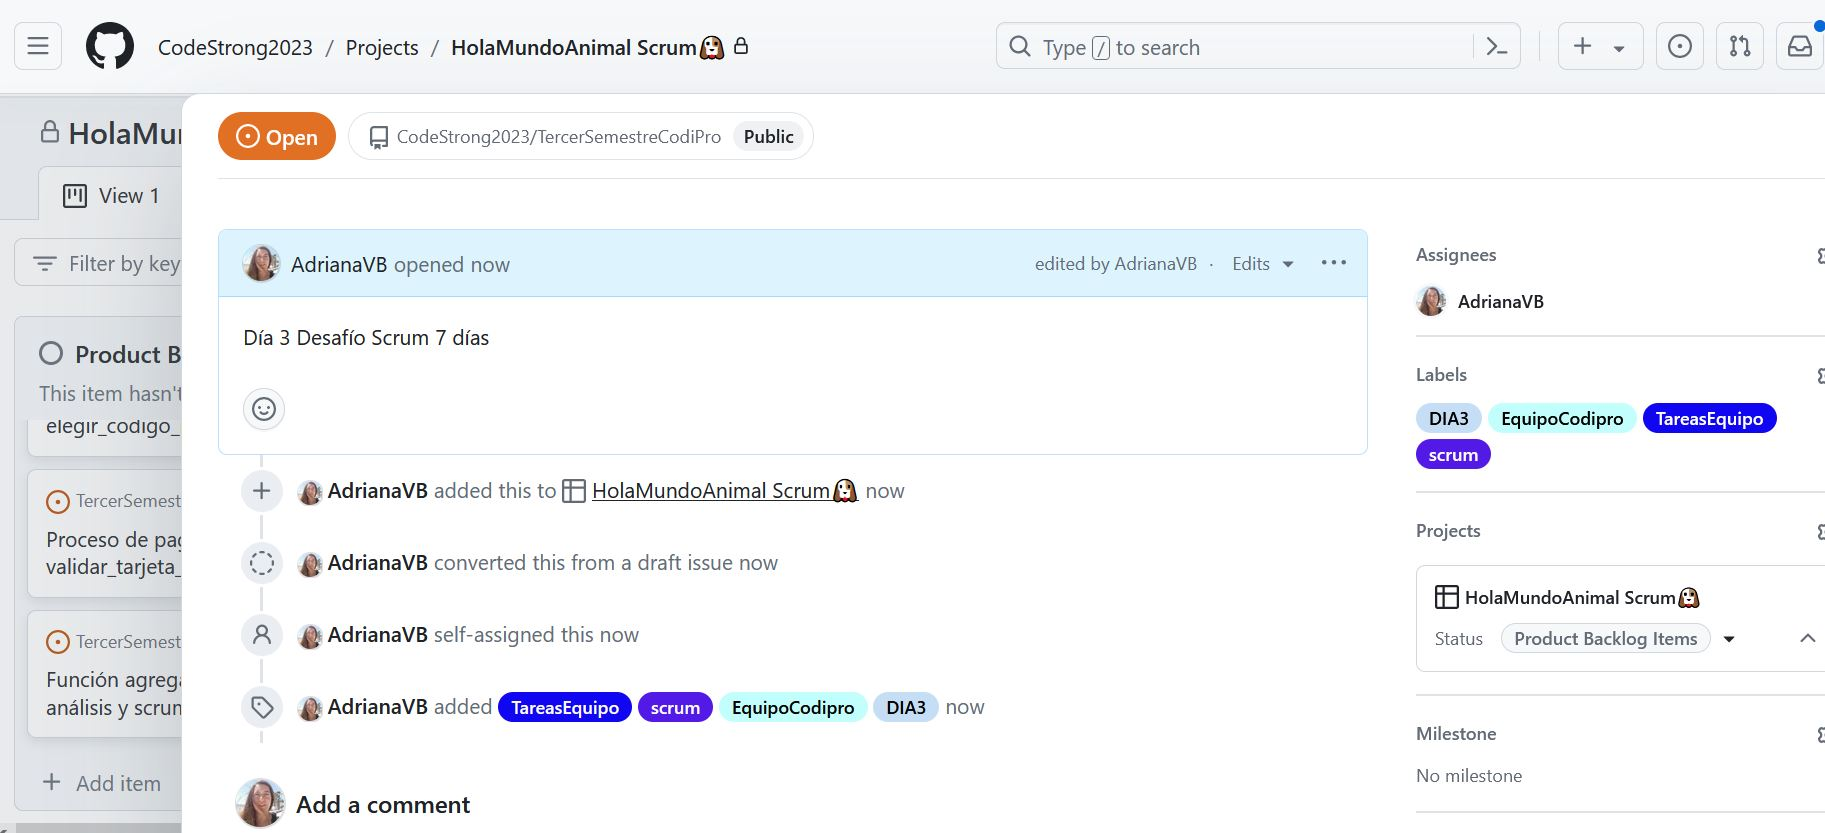 CodeStrong2023 / Projects / HolaMundoAnimal Scrum
Type / to search
HolaMu
View 1
Filter by key
Product B
This item hasn't
elegir_codigo_
TercerSemest
Proceso de pag
validar_tarjeta_
TercerSemest
Función agrega
análisis y scrum
Add item
Open
CodeStrong2023/TercerSemestreCodiPro Public
AdrianaVB opened now
edited by AdrianaVB · Edits
Día 3 Desafío Scrum 7 días
AdrianaVB added this to HolaMundoAnimal Scrum now
AdrianaVB converted this from a draft issue now
AdrianaVB self-assigned this now
AdrianaVB added TareasEquipo scrum EquipoCodipro DIA3 now
Add a comment
Assignees
AdrianaVB
Labels
DIA3 EquipoCodipro TareasEquipo
scrum
Projects
HolaMundoAnimal Scrum
Status Product Backlog Items
Milestone
No milestone